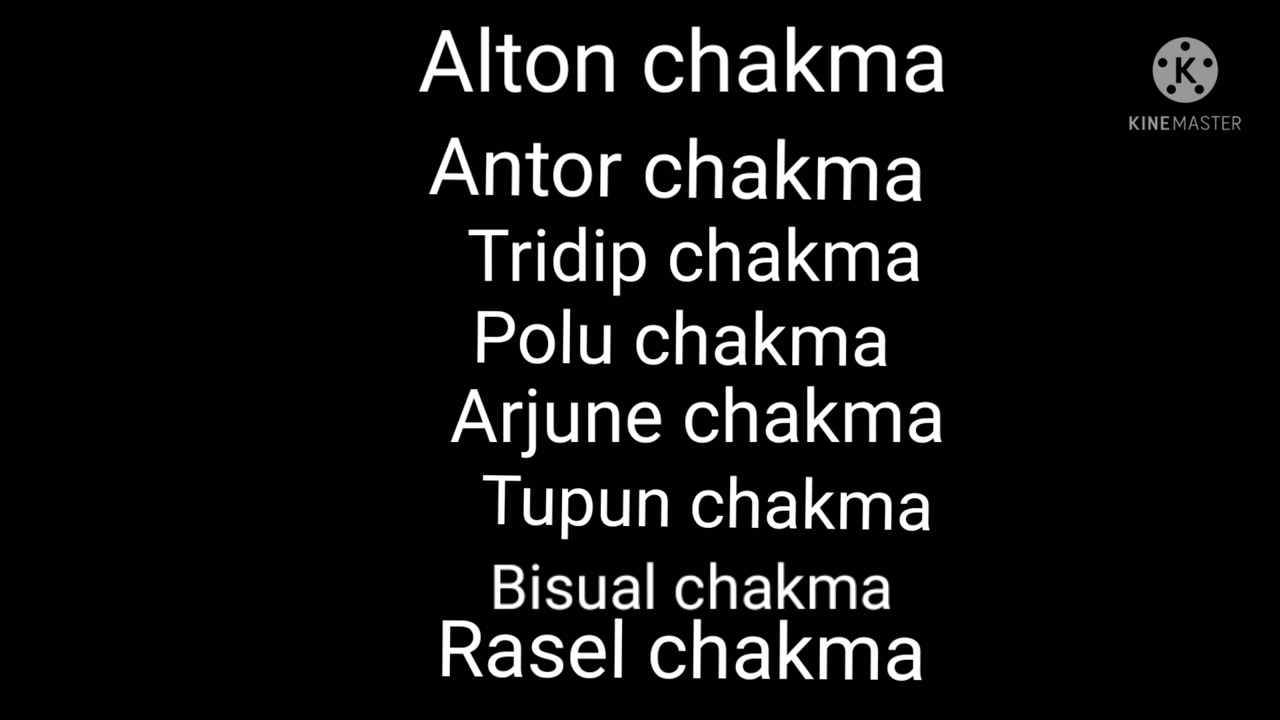 Alton chakma
K
KINEMASTER
Antor chakma
Tridip chakma
Polu chakma
Arjune chakma
Tupun chakma
Bisual chakma
Rasel chakma